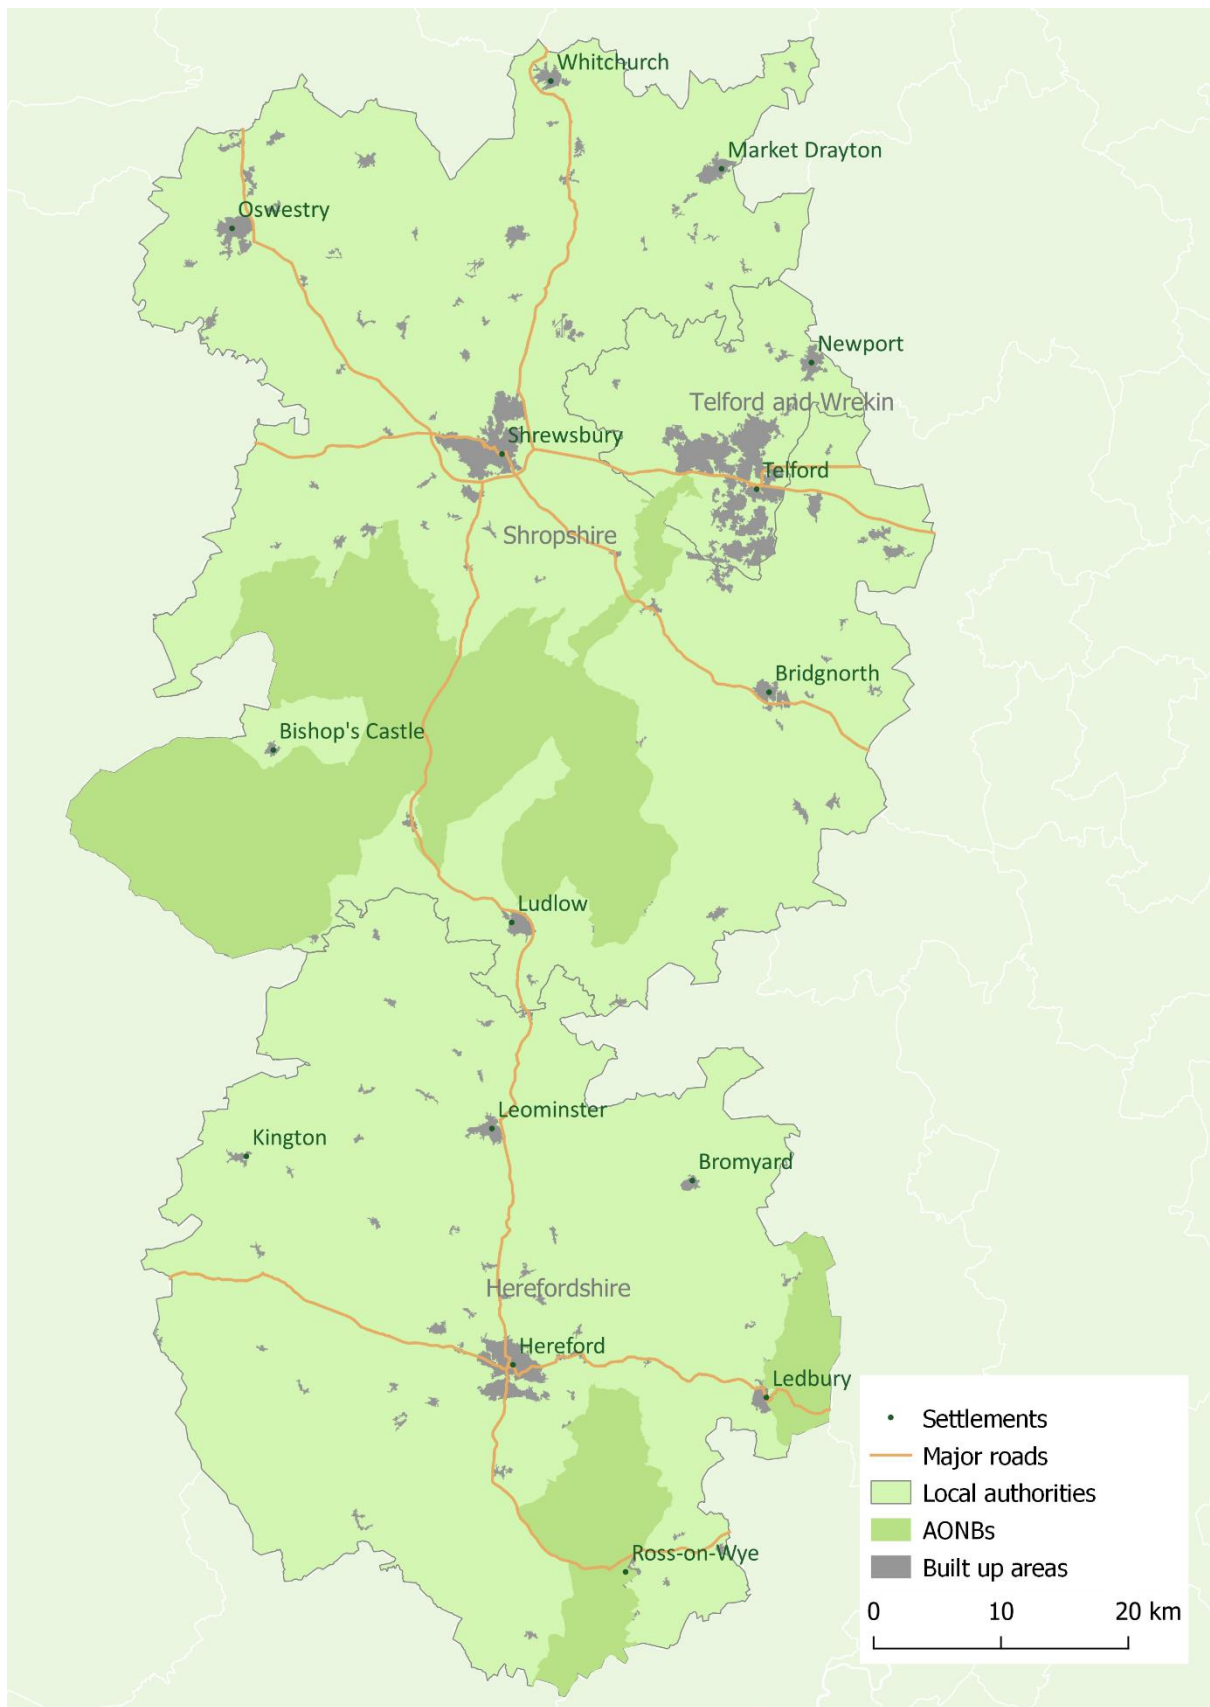 Whitchurch
Market Drayton
Oswestry
Newport
Telford and Wrekin
Shrewsbury
Telford
Shropshire
Bridgnorth
Bishop's Castle
Ludlow
Leominster
Kington
Bromyard
Herefordshire
Hereford
Ledbury
Settlements
Major roads
Local authorities
AONBs
Ross-on-Wye
Built up areas
0 10 20 km